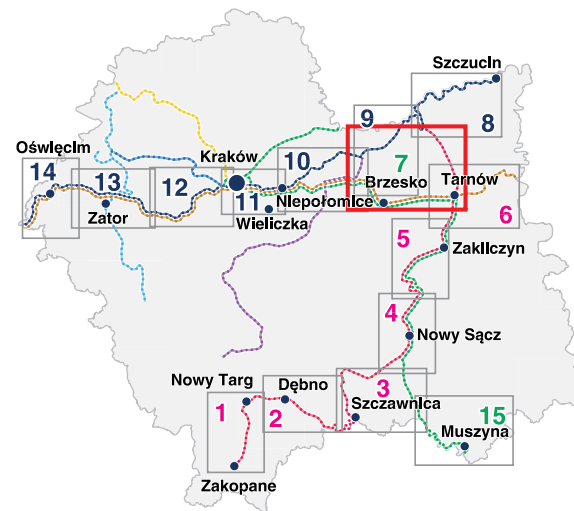 Szczucin
9
8
Oświęcim
Kraków
10
7
14
13
12
11
Niepołomice
Brzesko
Tarnów
Zator
Wieliczka
6
5
Zakliczyn
4
Nowy Sącz
Nowy Targ
Dębno
3
1
2
Szczawnica
15
Muszyna
Zakopane